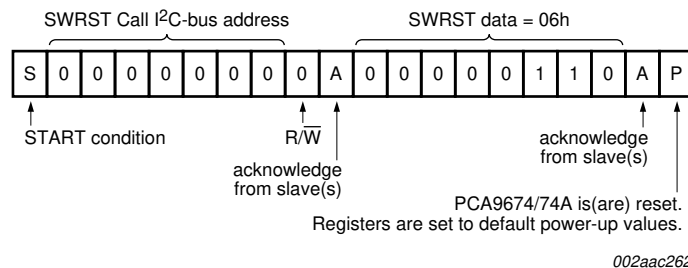 SWRST Call I2C-bus address
SWRST data = 06h
S 0 0 0 0 0 0 0 0 A 0 0 0 0 0 1 1 0 A P
START condition
R/W
acknowledge
from slave(s)
acknowledge
from slave(s)
PCA9674/74A is(are) reset.
Registers are set to default power-up values.
002aac262